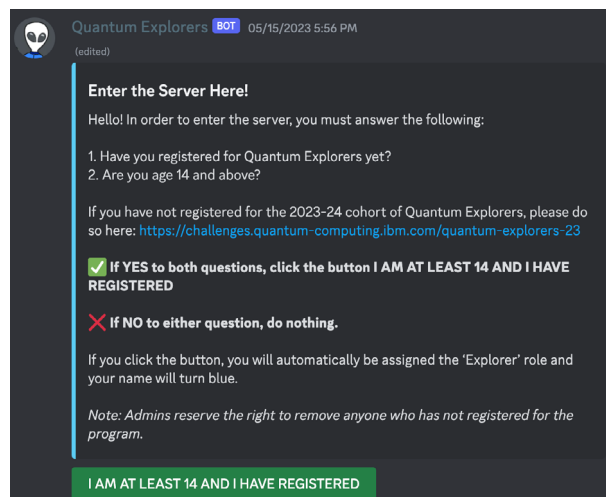 Quantum Explorers BOT 05/15/2023 5:56 PM
(edited)
Enter the Server Here!
Hello! In order to enter the server, you must answer the following:
1. Have you registered for Quantum Explorers yet?
2. Are you age 14 and above?
If you have not registered for the 2023-24 cohort of Quantum Explorers, please do
so here: https://challenges.quantum-computing.ibm.com/quantum-explorers-23
✅ If YES to both questions, click the button I AM AT LEAST 14 AND I HAVE
REGISTERED
❌ If NO to either question, do nothing.
If you click the button, you will automatically be assigned the ‘Explorer’ role and
your name will turn blue.
Note: Admins reserve the right to remove anyone who has not registered for the
program.
I AM AT LEAST 14 AND I HAVE REGISTERED